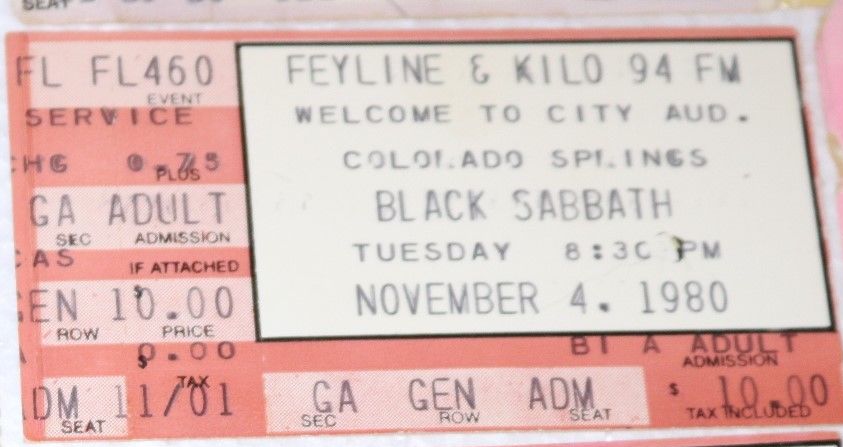 SEAT
FL FL460
EVENT
SERVICE
CHG 0.75
PLUS
GA ADULT
SEC ADMISSION
CAS
IF ATTACHED
GEN $10.00
ROW PRICE
$0.00
TAX
ADM 11/01
SEAT
FEYLINE & KILO 94 FM
WELCOME TO CITY AUD.
COLORADO SPRINGS
BLACK SABBATH
TUESDAY 8:30 PM
NOVEMBER 4. 1980
A ADULT
ADMISSION
GA GEN ADM $ 10.00
SEC ROW SEAT TAX INCLUDED